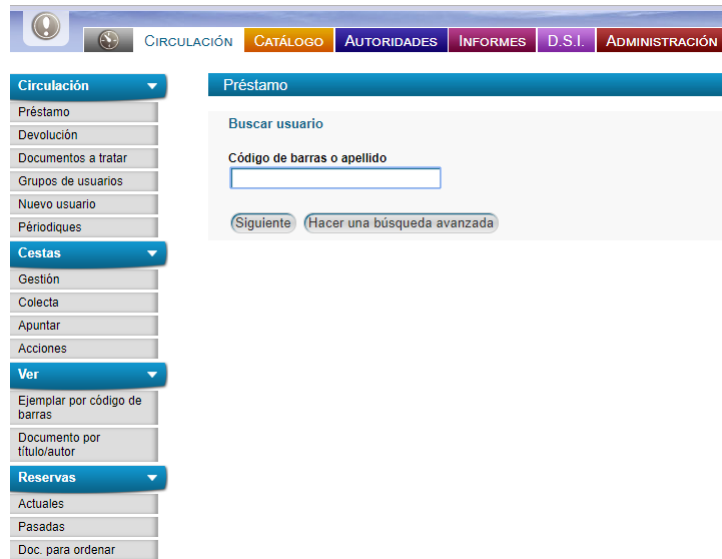 CIRCULACIÓN CATÁLOGO AUTORIDADES INFORMES D.S.I. ADMINISTRACIÓN
Circulación
Préstamo
Devolución
Documentos a tratar
Grupos de usuarios
Nuevo usuario
Périodiques
Cestas
Gestión
Colecta
Apuntar
Acciones
Ver
Ejemplar por código de
barras
Documento por
título/autor
Reservas
Actuales
Pasadas
Doc. para ordenar
Préstamo
Buscar usuario
Código de barras o apellido
Siguiente Hacer una búsqueda avanzada